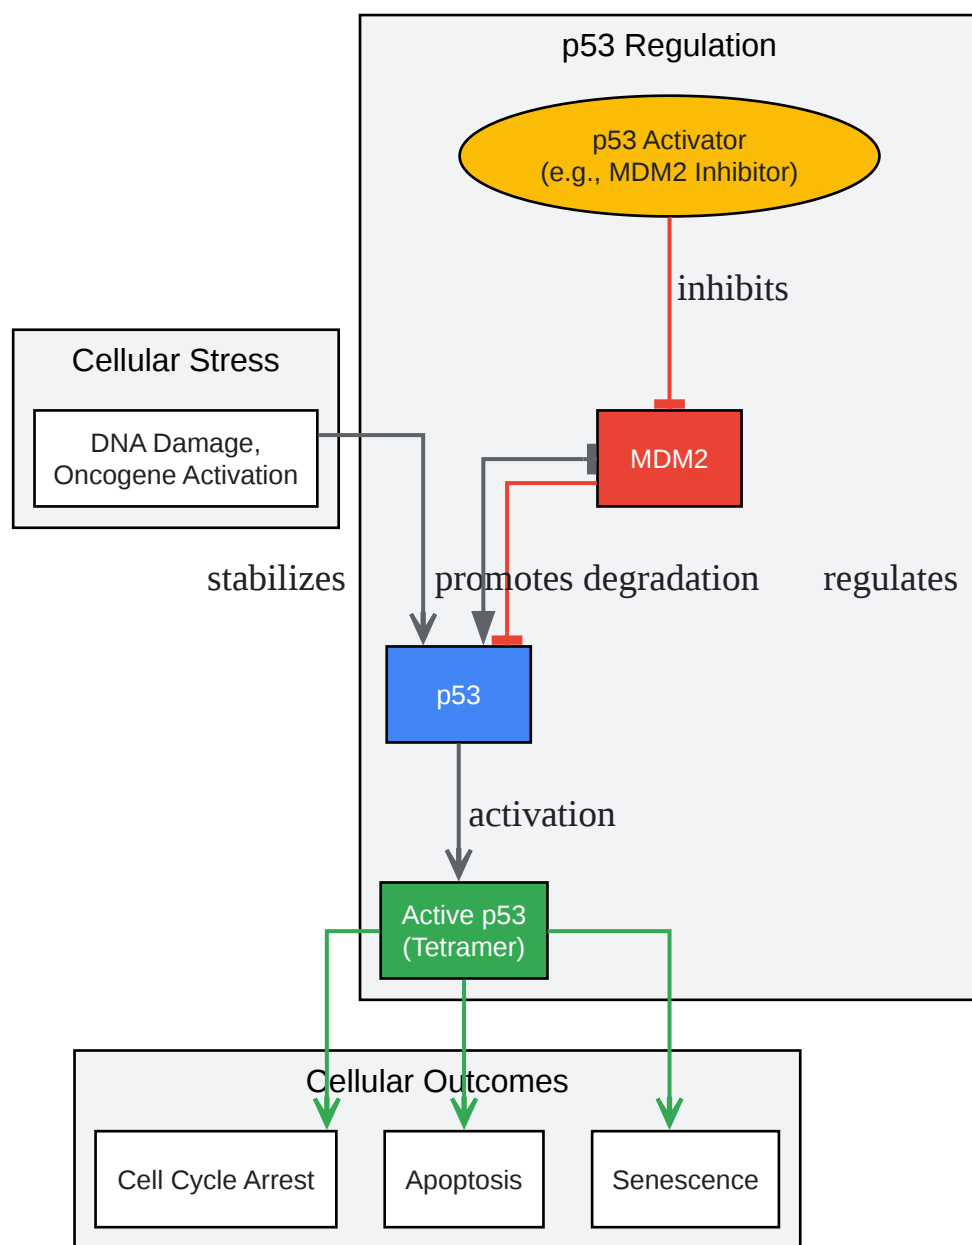 p53 Regulation
p53 Activator
(e.g., MDM2 Inhibitor)
inhibits
Cellular Stress
DNA Damage,
Oncogene Activation
MDM2
stabilizes
promotes degradation
regulates
p53
activation
Active p53
(Tetramer)
Cellular Outcomes
Cell Cycle Arrest
Apoptosis
Senescence